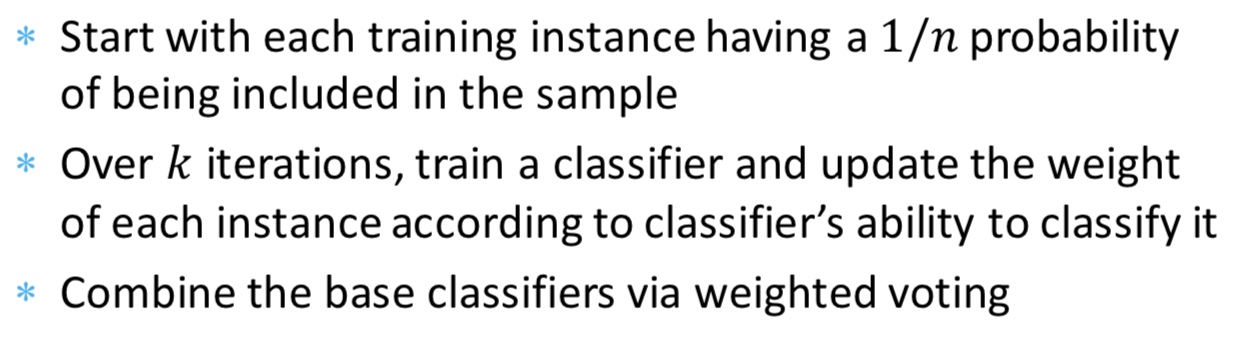 * Start with each training instance having a 1/n probability
of being included in the sample
* Over k iterations, train a classifier and update the weight
of each instance according to classifier’s ability to classify it
* Combine the base classifiers via weighted voting